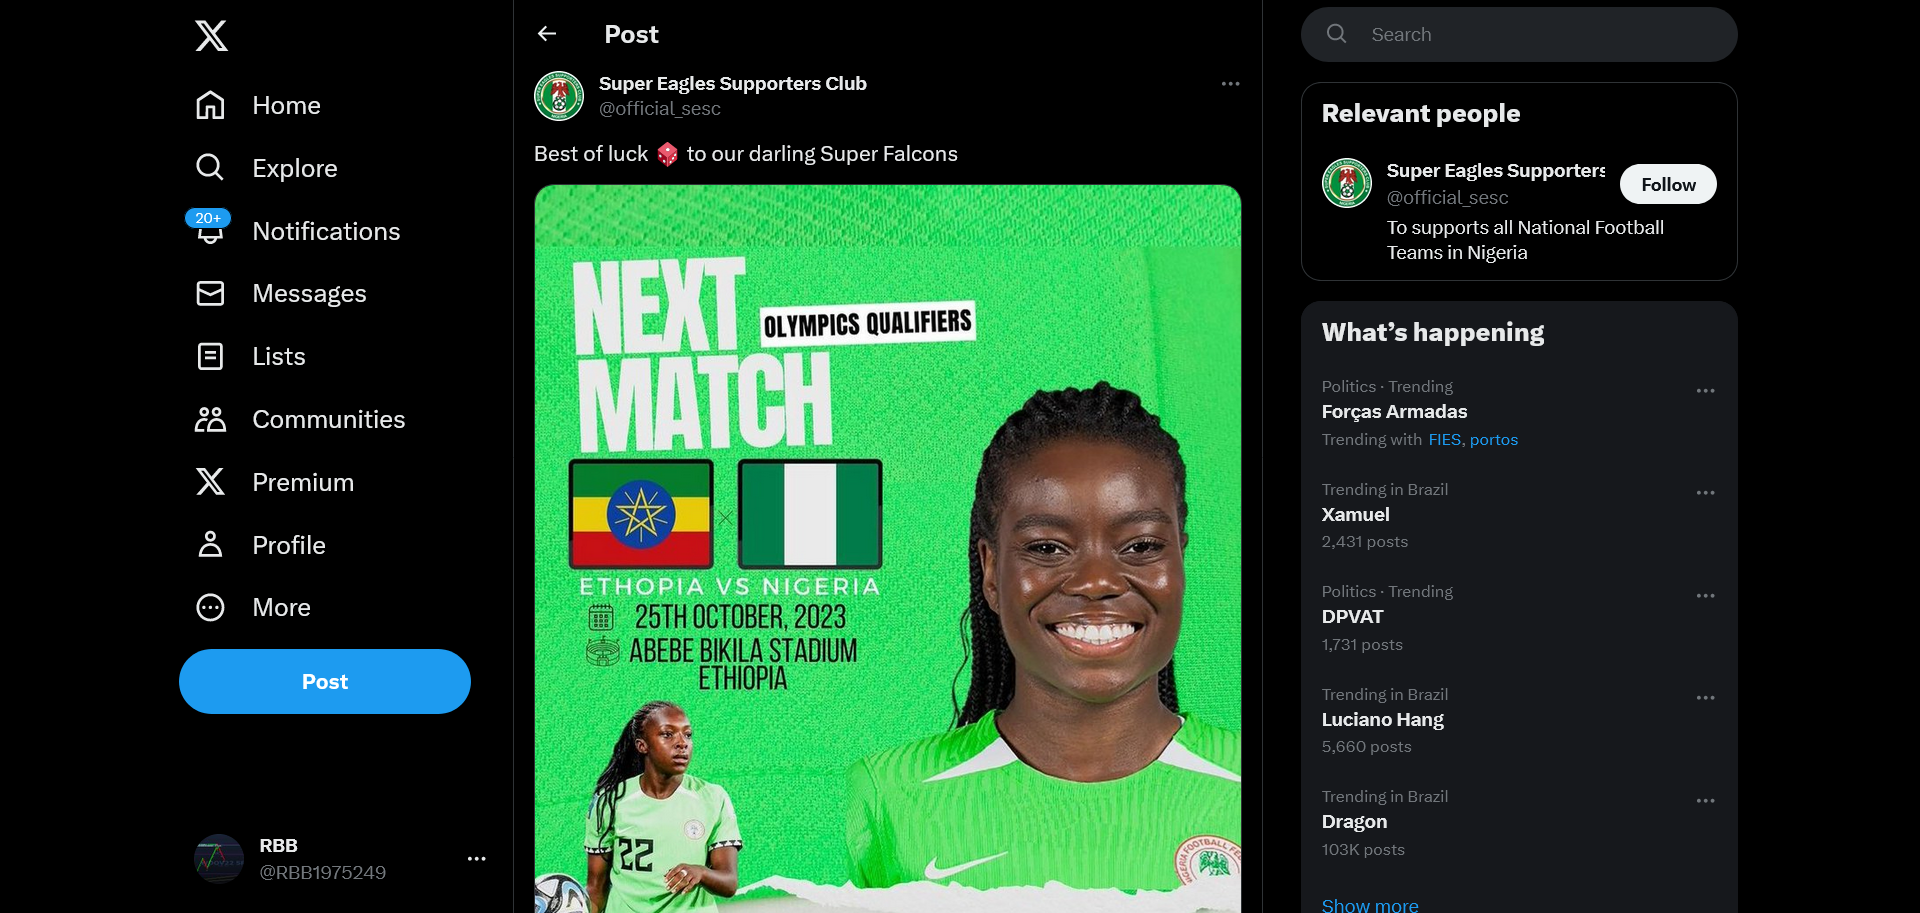 Home
Explore
20+
Notifications
Messages
Lists
Communities
Premium
Profile
More
Post
RBB
@RBB1975249
Post
Super Eagles Supporters Club
@official_sesc
Best of luck 🎲 to our darling Super Falcons
NEXT
MATCH
OLYMPICS QUALIFIERS
ETHOPIA VS NIGERIA
25TH OCTOBER, 2023
ABEBE BIKILA STADIUM
ETHIOPIA
22
Search
Relevant people
Super Eagles Supporters
@official_sesc
Follow
To supports all National Football
Teams in Nigeria
What’s happening
Politics · Trending
Forças Armadas
Trending with FIES, portos
Trending in Brazil
Xamuel
2,431 posts
Politics · Trending
DPVAT
1,731 posts
Trending in Brazil
Luciano Hang
5,660 posts
Trending in Brazil
Dragon
103K posts
Show more